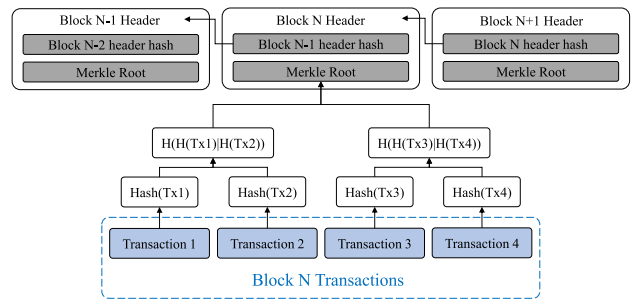 Block N-1 Header
Block N Header
Block N+1 Header
Block N-2 header hash
Block N-1 header hash
Block N header hash
Merkle Root
Merkle Root
Merkle Root
H(H(Tx1)|H(Tx2))
H(H(Tx3)|H(Tx4))
Hash(Tx1)
Hash(Tx2)
Hash(Tx3)
Hash(Tx4)
Transaction 1
Transaction 2
Transaction 3
Transaction 4
Block N Transactions